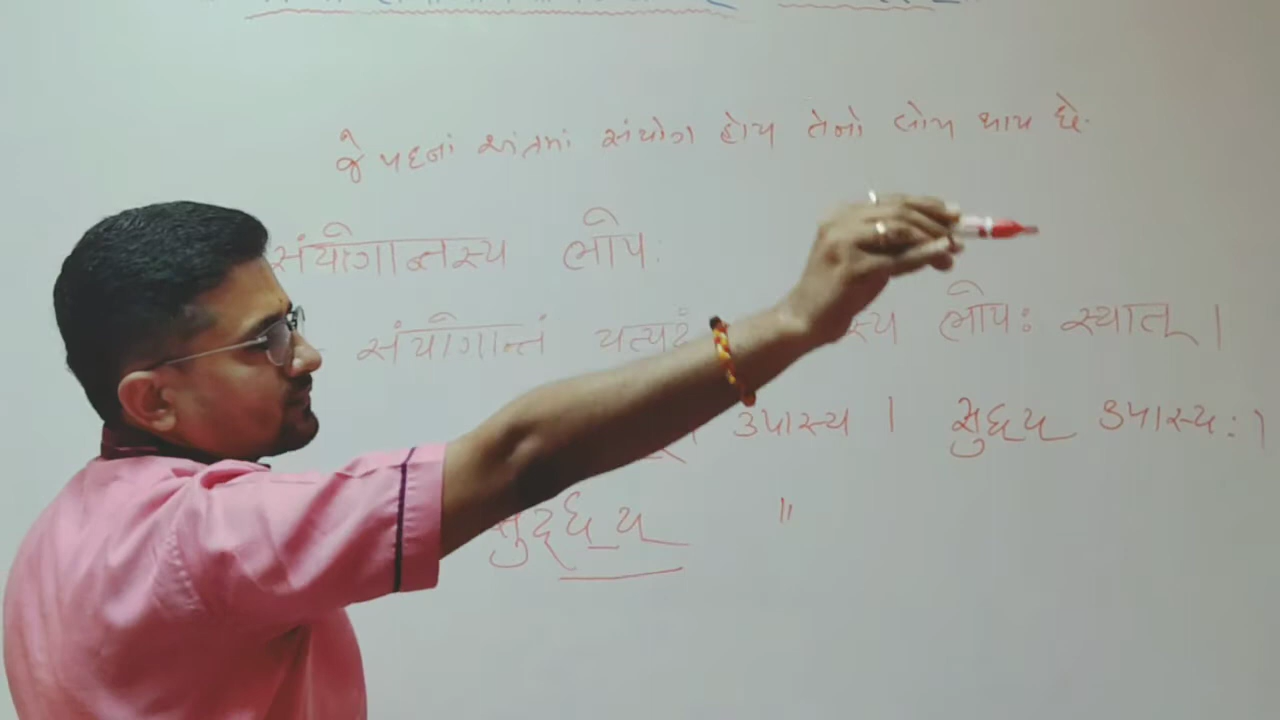 જે પદનાં અંતમાં સંયોગ હોય તેનો લોપ થાય છે.
संयोगान्तस्य लोपः
संयोगान्तं यत्पदं लोपः स्यात् ।
उपास्य । सुद्ध्य् उपास्यः ।
सुद्ध्य् "